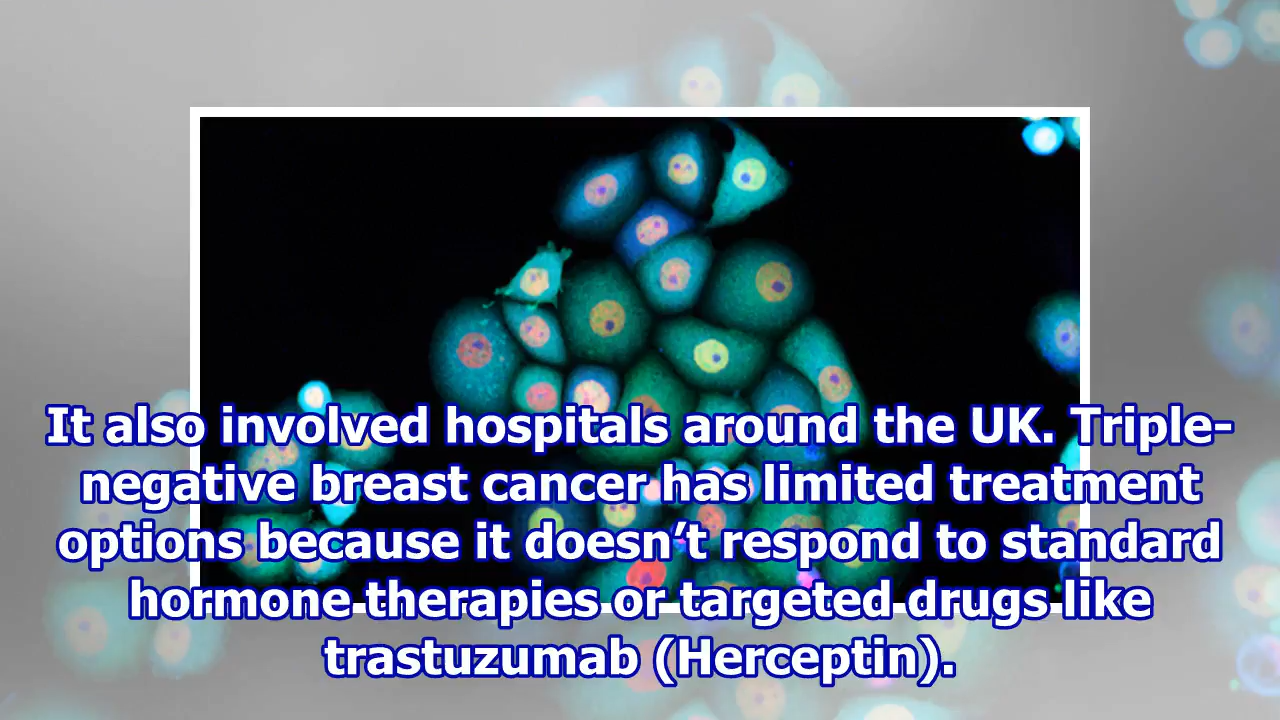 It also involved hospitals around the UK. Triple-
negative breast cancer has limited treatment
options because it doesn’t respond to standard
hormone therapies or targeted drugs like
trastuzumab (Herceptin).